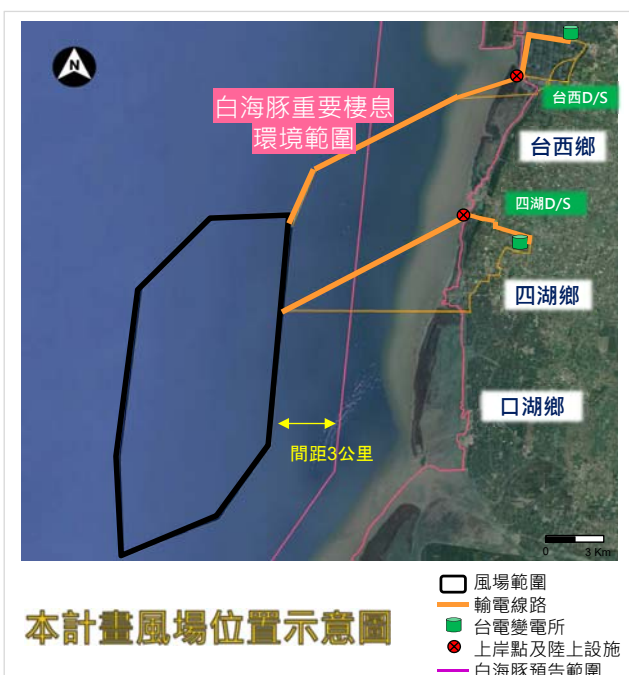 N
白海豚重要棲息
環境範圍
台西D/S
台西鄉
四湖D/S
四湖鄉
口湖鄉
間距3公里
0 3 Km
本計畫風場位置示意圖
風場範圍
輸電線路
台電變電所
上岸點及陸上設施
白海豚預告範圍